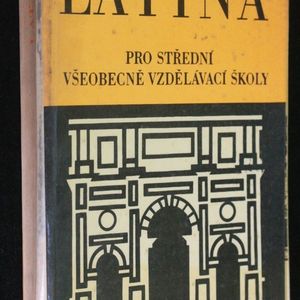 LATINA
PRO STŘEDNÍ
VŠEOBECNĚ VZDĚLÁVACÍ ŠKOLY